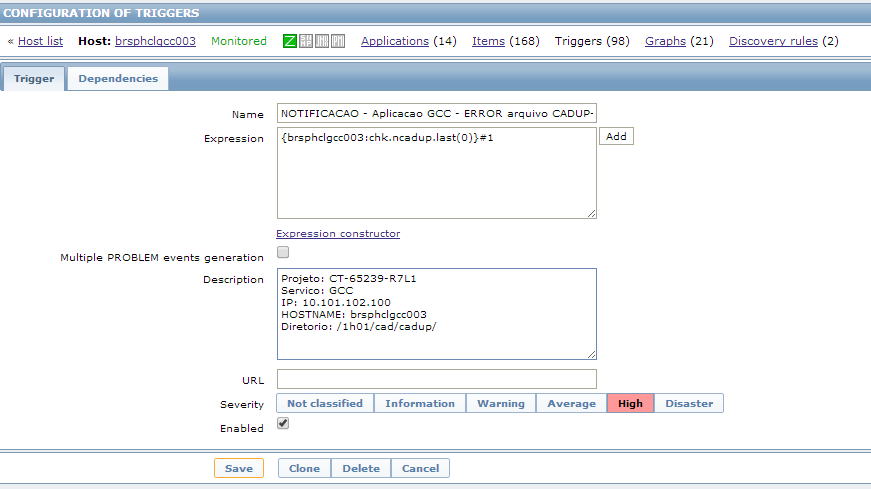 CONFIGURATION OF TRIGGERS
« Host list Host: brsphclgcc003 Monitored Z Applications (14) Items (168) Triggers (98) Graphs (21) Discovery rules (2)
Trigger Dependencies
Name NOTIFICACAO - Aplicacao GCC - ERROR arquivo CADUP-
Expression {brsphclgcc003:chk.ncadup.last(0)}#1 Add
Expression constructor
Multiple PROBLEM events generation
Description Projeto: CT-65239-R7L1
Servico: GCC
IP: 10.101.102.100
HOSTNAME: brsphclgcc003
Diretorio: /1h01/cad/cadup/
URL
Severity Not classified Information Warning Average High Disaster
Enabled
Save Clone Delete Cancel